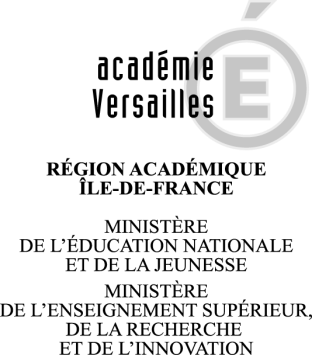 académie
Versailles
É
RÉGION ACADÉMIQUE
ÎLE-DE-FRANCE
MINISTÈRE
DE L’ÉDUCATION NATIONALE
ET DE LA JEUNESSE
MINISTÈRE
DE L’ENSEIGNEMENT SUPÉRIEUR,
DE LA RECHERCHE
ET DE L’INNOVATION